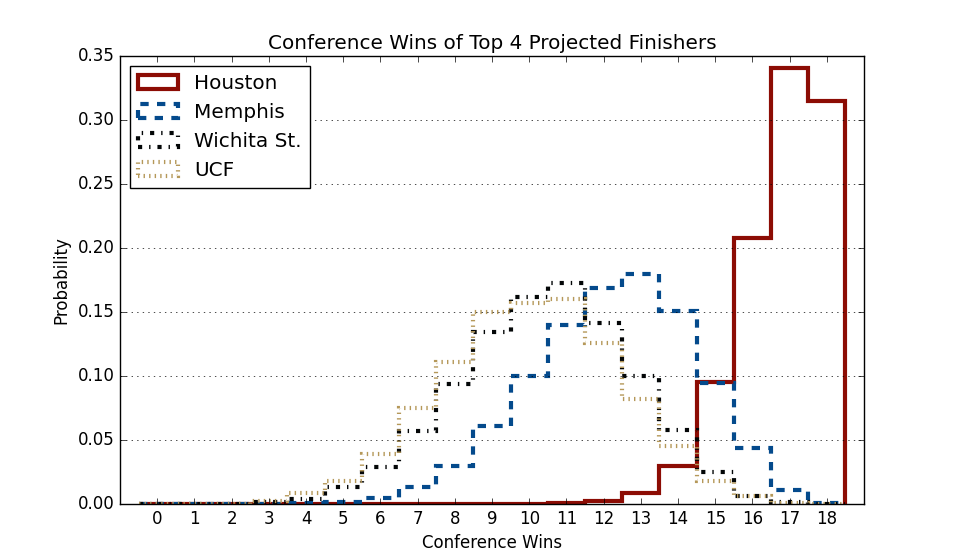 Conference Wins of Top 4 Projected Finishers
0.35
0.30
0.25
0.20
0.15
0.10
0.05
0.00
Probability
Houston
Memphis
Wichita St.
UCF
0 1 2 3 4 5 6 7 8 9 10 11 12 13 14 15 16 17 18
Conference Wins